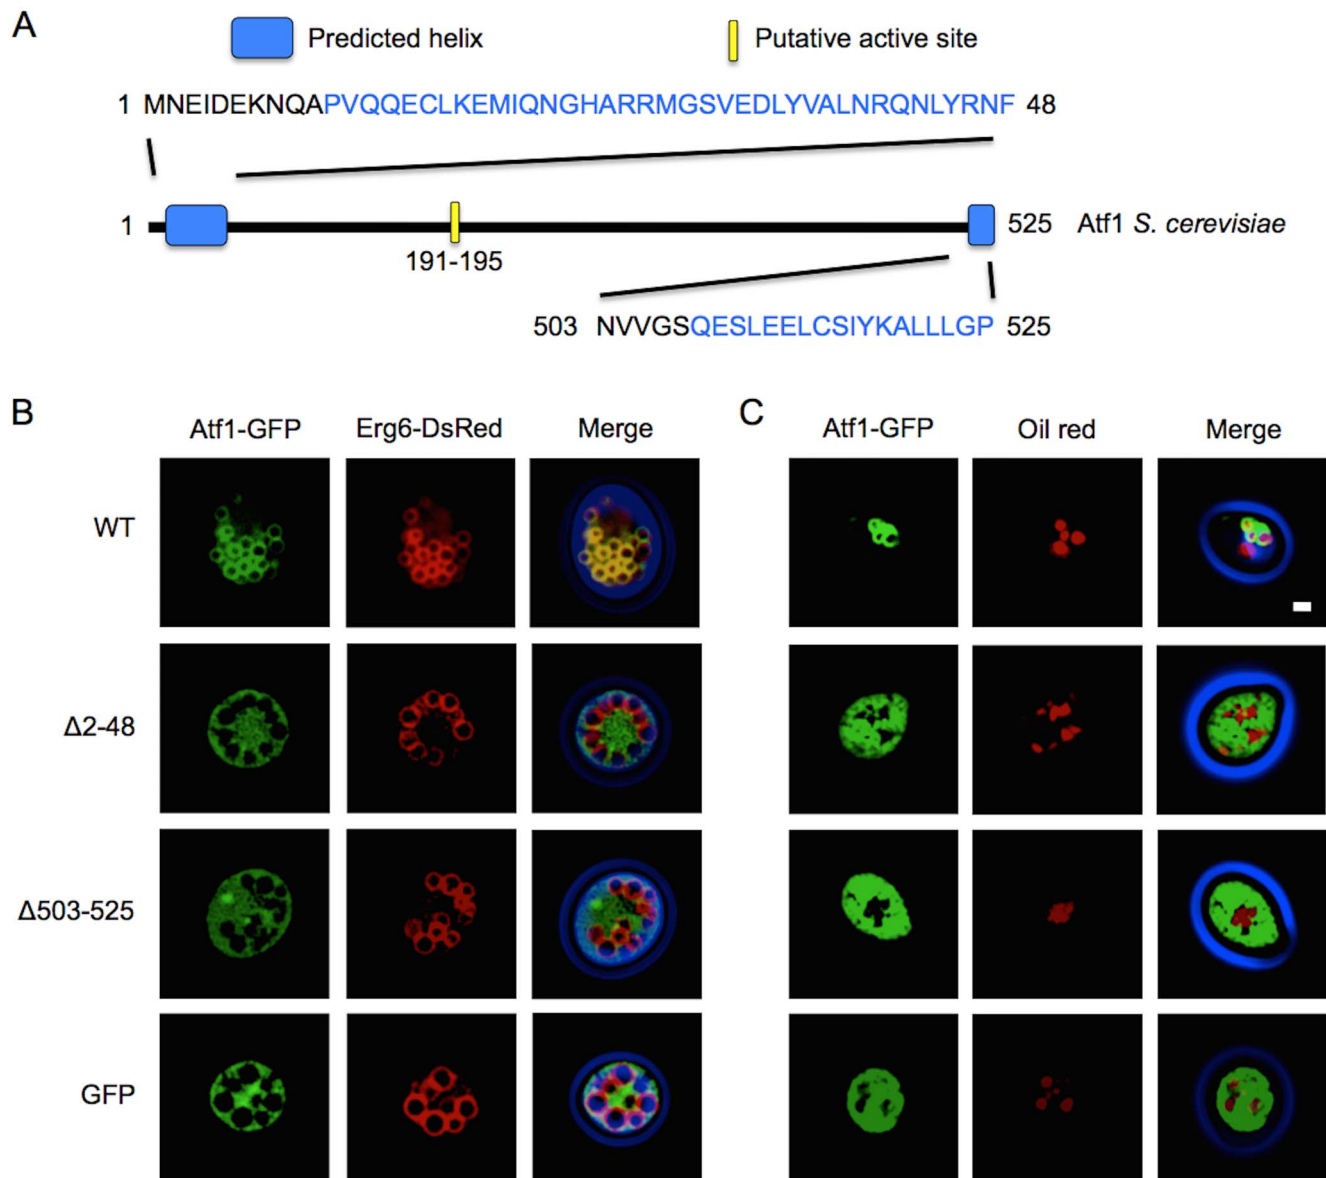 A
Predicted helix
Putative active site
1 MNEIDEKNQAPVQQECLKEMIQNGHARRMGSVEDLYVALNRQNLYRNF 48
1
525 Atf1 S. cerevisiae
191-195
503 NVVGSQESLEELCSIYKALLLGP 525
B
Atf1-GFP Erg6-DsRed Merge
C
Atf1-GFP Oil red Merge
WT
Δ2-48
Δ503-525
GFP